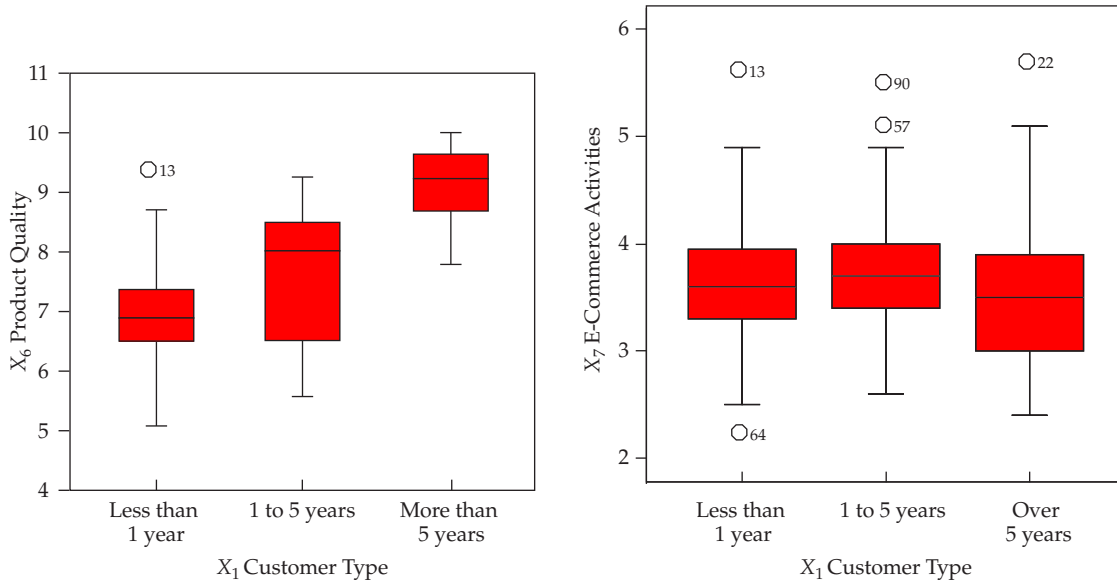 X6 Product Quality
11
10
9
8
7
6
5
4
13
Less than
1 year
1 to 5 years
More than
5 years
X1 Customer Type
X7 E-Commerce Activities
6
5
4
3
2
13
64
90
57
22
Less than
1 year
1 to 5 years
Over
5 years
X1 Customer Type